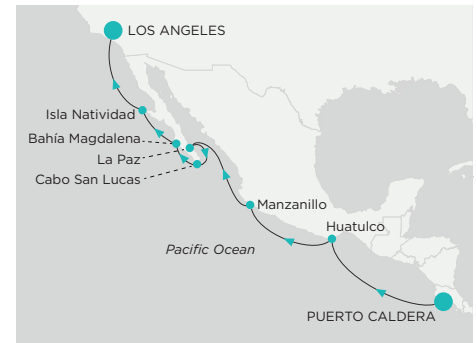 LOS ANGELES
Isla Natividad
Bahía Magdalena
La Paz
Cabo San Lucas
Manzanillo
Huatulco
Pacific Ocean
PUERTO CALDERA